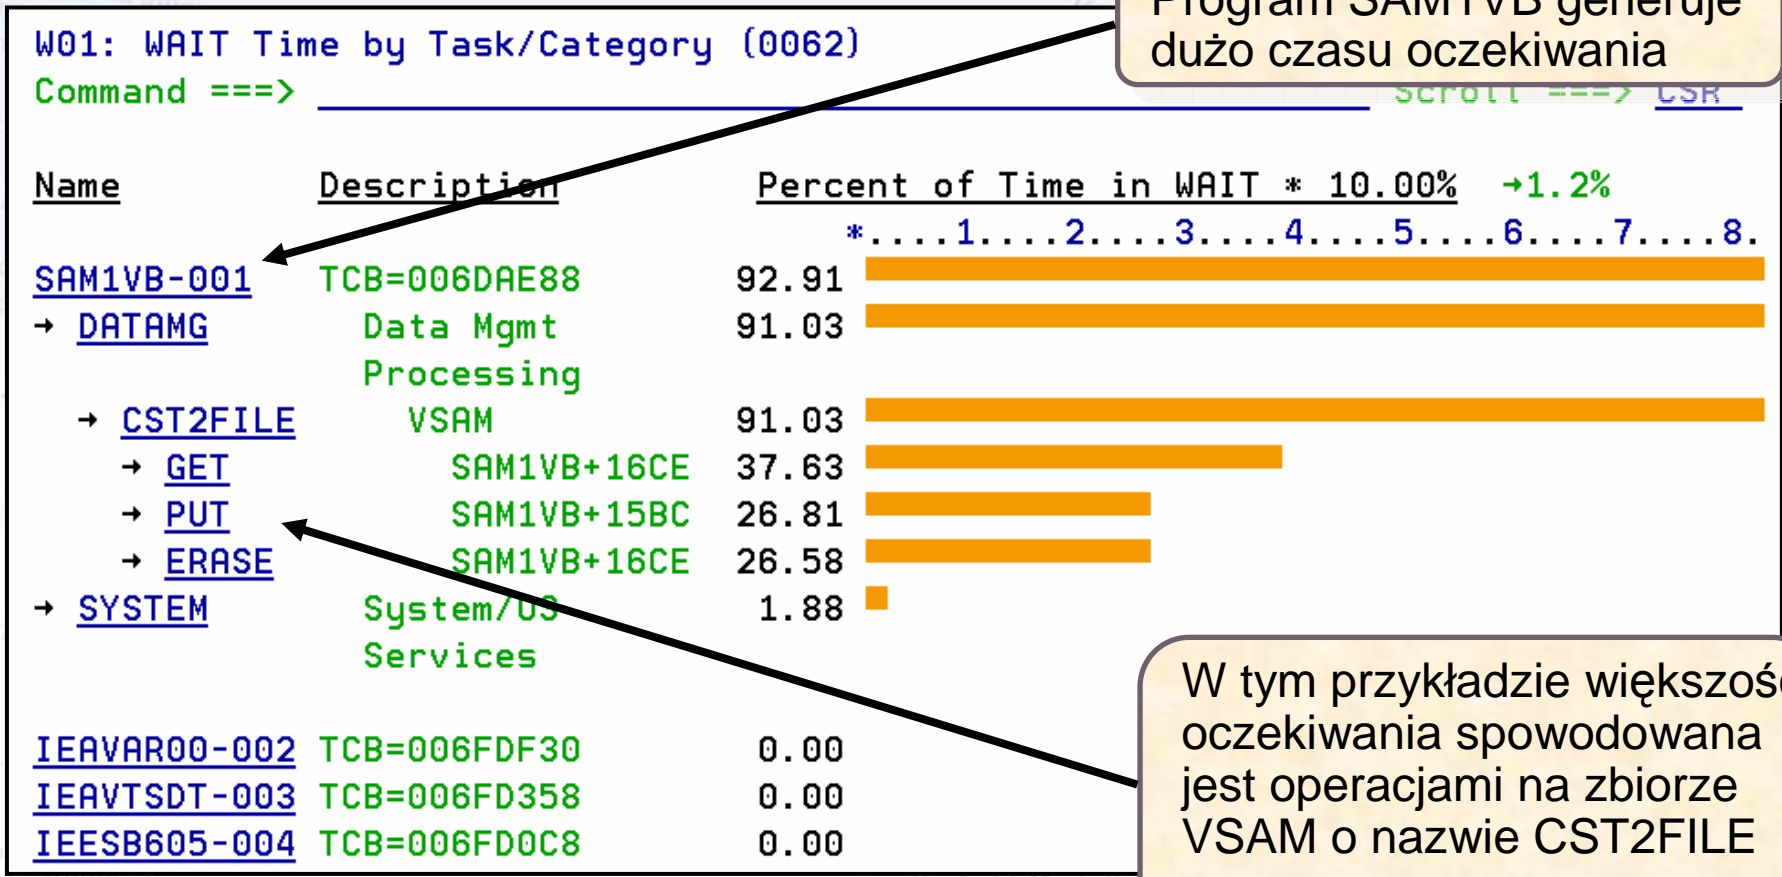 Program SAM1VB generuje
dużo czasu oczekiwania
W01: WAIT Time by Task/Category (0062)
Command ===> Scroll ===> CSR
Name Description Percent of Time in WAIT * 10.00% →1.2%
*....1....2....3....4....5....6....7....8.
SAM1VB-001 TCB=006DAE88 92.91
→ DATAMG Data Mgmt 91.03
Processing
→ CST2FILE VSAM 91.03
→ GET SAM1VB+16CE 37.63
→ PUT SAM1VB+15BC 26.81
→ ERASE SAM1VB+16CE 26.58
→ SYSTEM System/OS 1.88
Services
IEAVAR00-002 TCB=006FDF30 0.00
IEAVTSDT-003 TCB=006FD358 0.00
IEESB605-004 TCB=006FD0C8 0.00
W tym przykładzie większość
oczekiwania spowodowana
jest operacjami na zbiorze
VSAM o nazwie CST2FILE